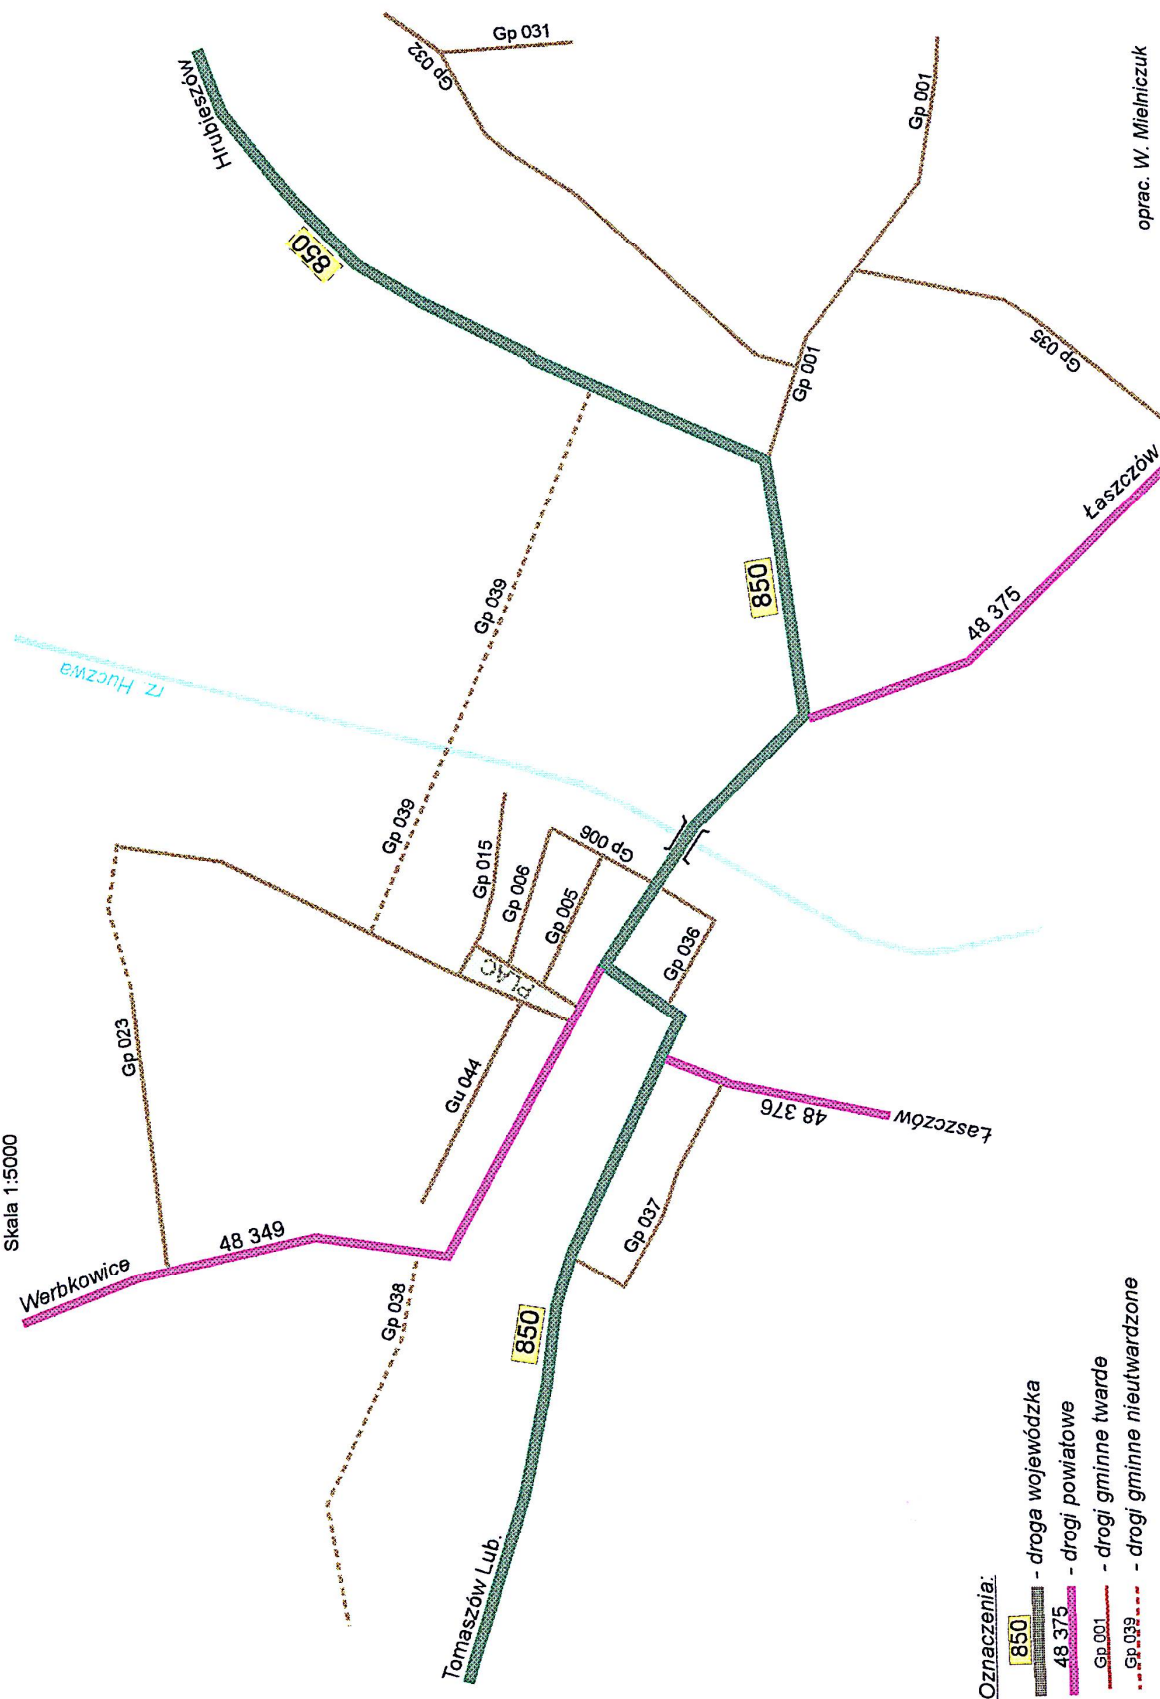 Skala 1:5000
Werbkowice
48 349
Gp 023
Gp 038
Gu 044
PLAC
Gp 015
Gp 006
Gp 005
Gp 006
Gp 036
Gp 039
Gp 039
rz. Huczwa
Hrubieszów
850
Gp 032
Gp 031
Gp 001
Gp 001
Gp 035
850
48 375
Łaszczów
48 376
Łaszczów
Gp 037
850
Tomaszów Lub.
Oznaczenia:
850 - droga wojewódzka
48 375 - drogi powiatowe
Gp 001 - drogi gminne twarde
Gp 039 - drogi gminne nieutwardzone
oprac. W. Mielniczuk